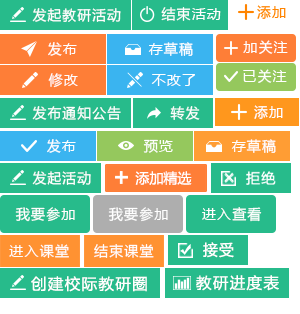 发起教研活动 结束活动 添加
发布 存草稿 加关注
修改 不改了 已关注
发布通知公告 转发 添加
发布 预览 存草稿
发起活动 添加精选 拒绝
我要参加 我要参加 进入查看
进入课堂 结束课堂 接受
创建校际教研圈 教研进度表